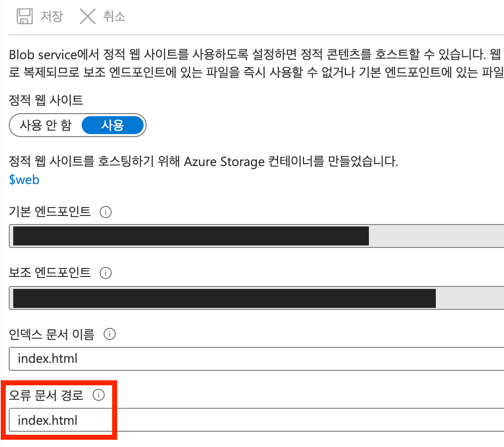 저장 취소
Blob service에서 정적 웹 사이트를 사용하도록 설정하면 정적 콘텐츠를 호스트할 수 있습니다. 웹
로 복제되므로 보조 엔드포인트에 있는 파일을 즉시 사용할 수 없거나 기본 엔드포인트에 있는 파일
정적 웹 사이트
사용 안 함 사용
정적 웹 사이트를 호스팅하기 위해 Azure Storage 컨테이너를 만들었습니다.
$web
기본 엔드포인트
보조 엔드포인트
인덱스 문서 이름
index.html
오류 문서 경로
index.html